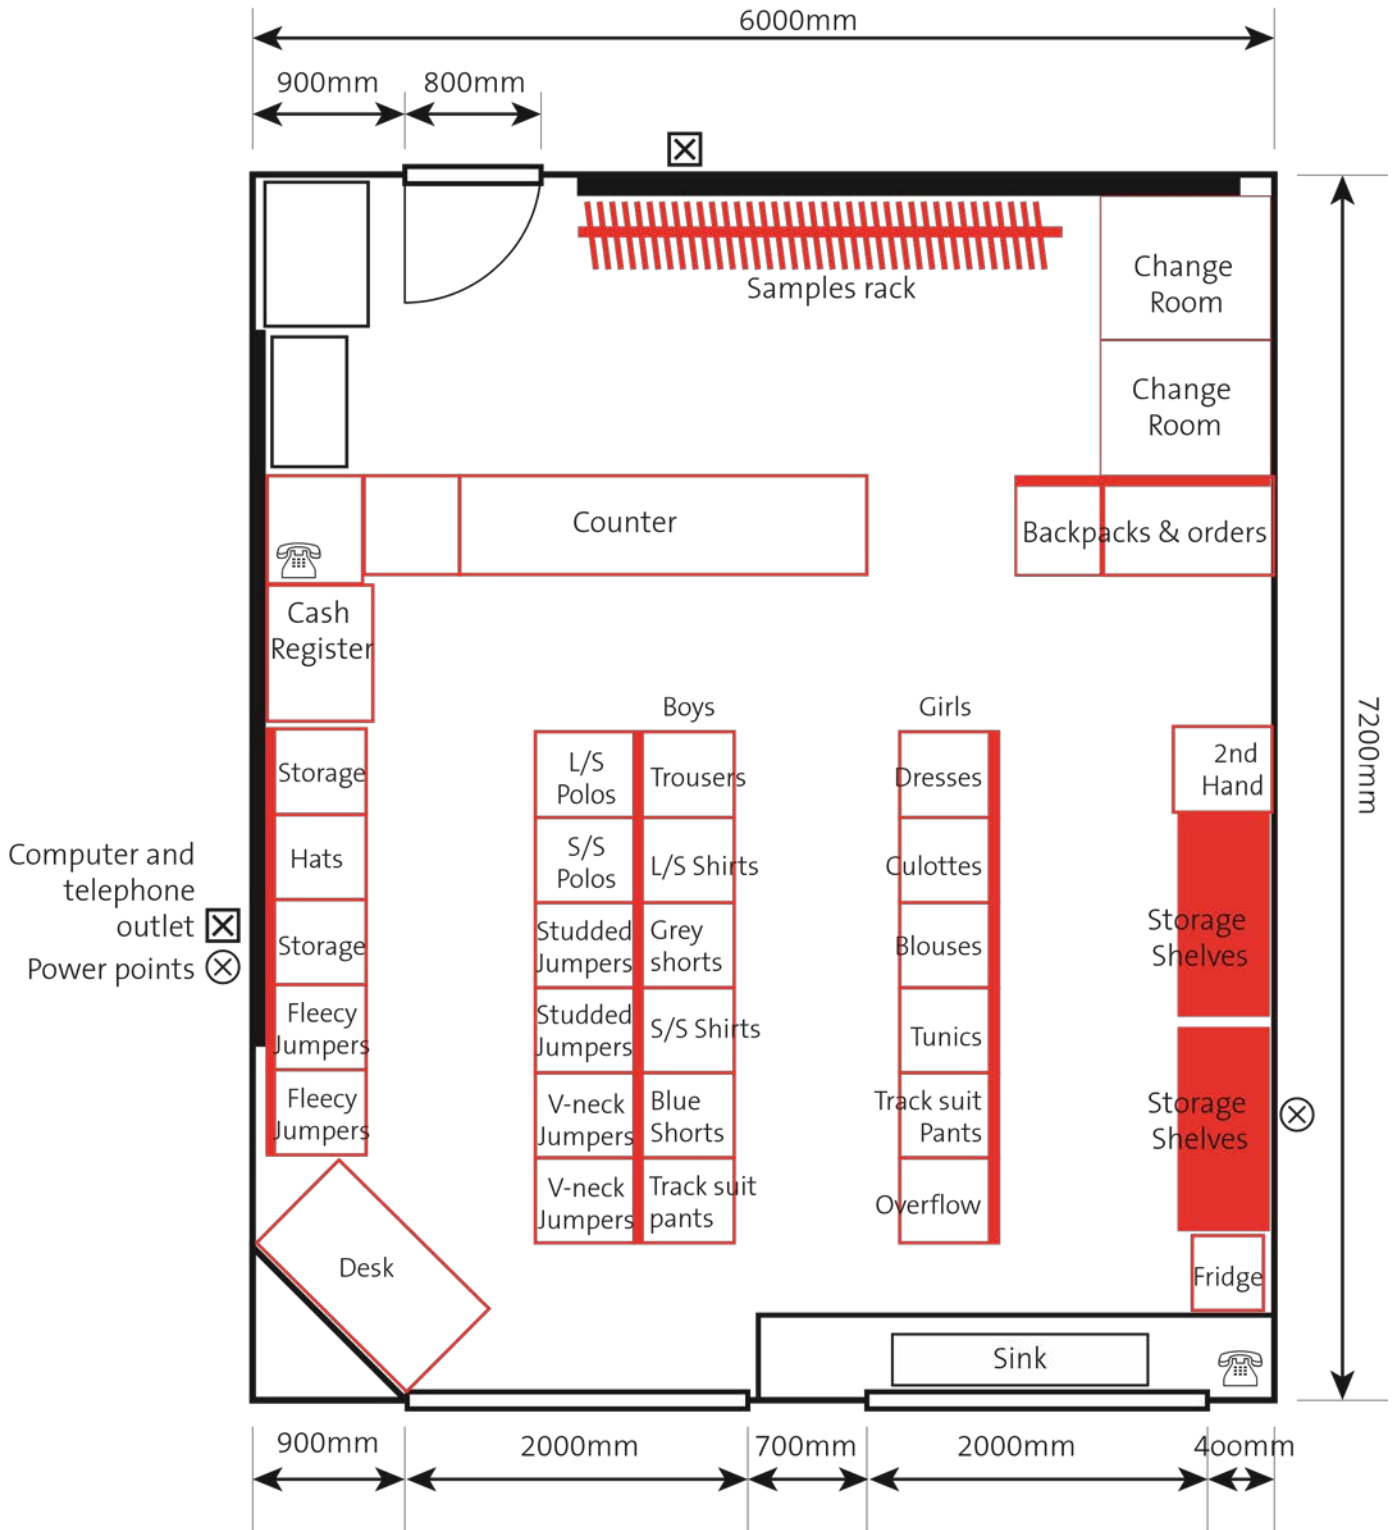 6000mm
900mm
800mm
Samples rack
Change
Room
Change
Room
Counter
Backpacks & orders
Cash
Register
7200mm
Boys
Girls
Storage
L/S
Polos
Trousers
Dresses
2nd
Hand
Hats
S/S
Polos
L/S Shirts
Culottes
Computer and
telephone
outlet
Power points
Storage
Studded
Jumpers
Grey
shorts
Blouses
Storage
Shelves
Fleecy
Jumpers
Studded
Jumpers
S/S Shirts
Tunics
Fleecy
Jumpers
V-neck
Jumpers
Blue
Shorts
Track suit
Pants
Storage
Shelves
V-neck
Jumpers
Track suit
pants
Overflow
Desk
Fridge
Sink
900mm
2000mm
700mm
2000mm
400mm